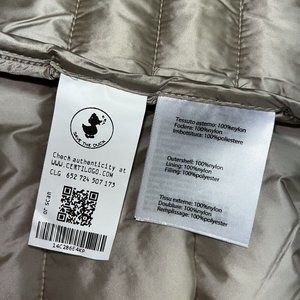 SAVE THE DUCK
Check authenticity at
WWW.CERTILOGO.COM
CLG 652 724 507 173
Tessuto esterno: 100%nylon
Fodera: 100%nylon
Imbottitura: 100%poliestere
Outershell: 100%nylon
Lining: 100%nylon
Filling: 100%polyester
Tissu externe: 100%nylon
Doublure: 100%nylon
Remplissage: 100%polyester